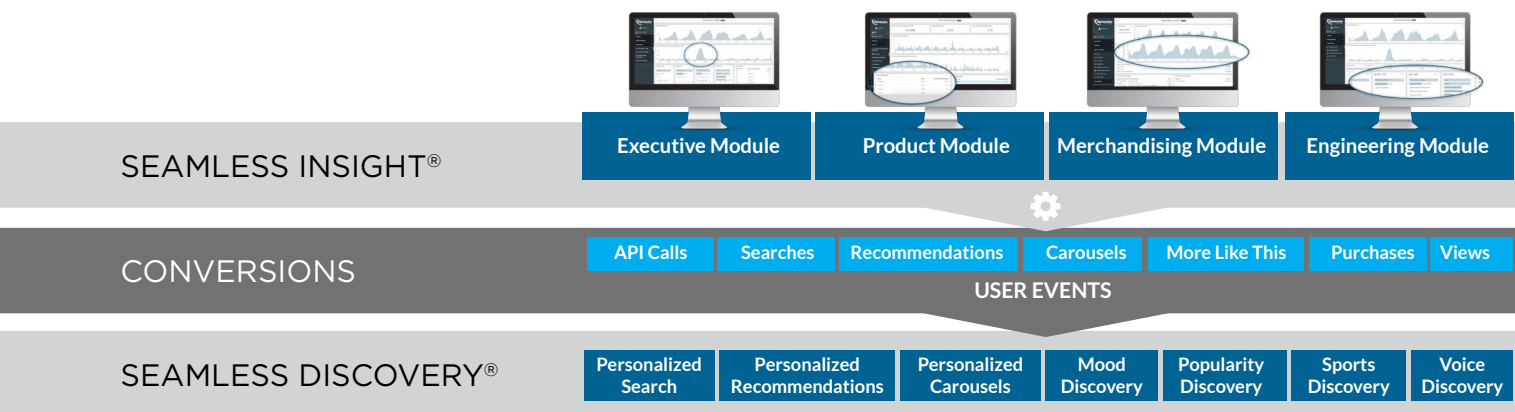 Executive Module
Product Module
Merchandising Module
Engineering Module
SEAMLESS INSIGHT®
API Calls
Searches
Recommendations
Carousels
More Like This
Purchases
Views
CONVERSIONS
USER EVENTS
SEAMLESS DISCOVERY®
Personalized
Search
Personalized
Recommendations
Personalized
Carousels
Mood
Discovery
Popularity
Discovery
Sports
Discovery
Voice
Discovery